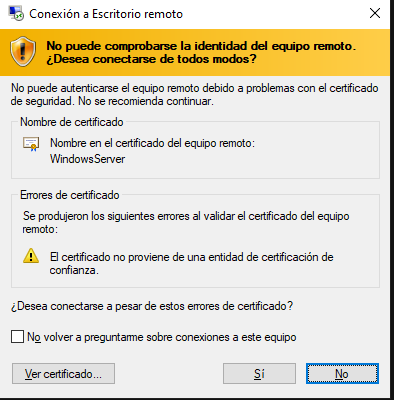 Conexión a Escritorio remoto
No puede comprobarse la identidad del equipo remoto.
¿Desea conectarse de todos modos?
No puede autenticarse el equipo remoto debido a problemas con el certificado
de seguridad. No se recomienda continuar.
Nombre de certificado
Nombre en el certificado del equipo remoto:
WindowsServer
Errores de certificado
Se produjeron los siguientes errores al validar el certificado del equipo
remoto:
El certificado no proviene de una entidad de certificación de
confianza.
¿Desea conectarse a pesar de estos errores de certificado?
No volver a preguntarme sobre conexiones a este equipo
Ver certificado...
Sí
No